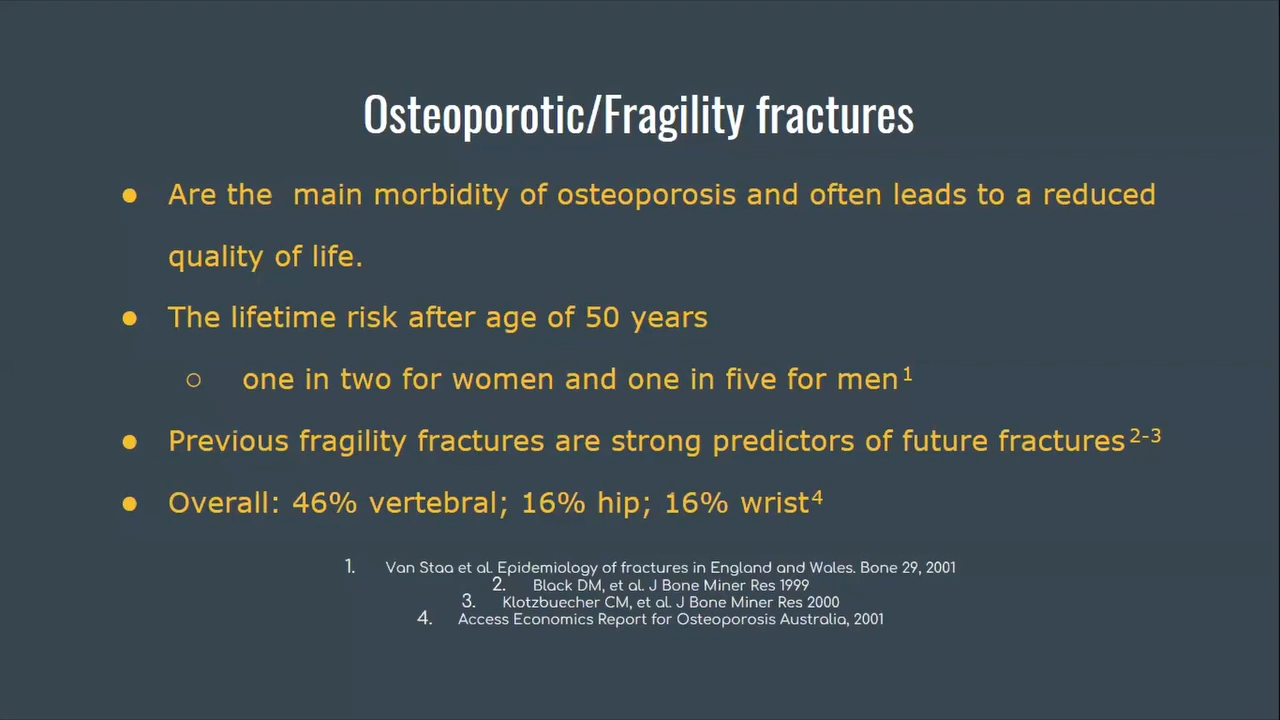 Osteoporotic/Fragility fractures
● Are the  main morbidity of osteoporosis and often leads to a reduced
quality of life.
● The lifetime risk after age of 50 years
○ one in two for women and one in five for men¹
● Previous fragility fractures are strong predictors of future fractures²⁻³
● Overall: 46% vertebral; 16% hip; 16% wrist⁴
1. Van Staa et al. Epidemiology of fractures in England and Wales. Bone 29, 2001
2. Black DM, et al. J Bone Miner Res 1999
3. Klotzbuecher CM, et al. J Bone Miner Res 2000
4. Access Economics Report for Osteoporosis Australia, 2001